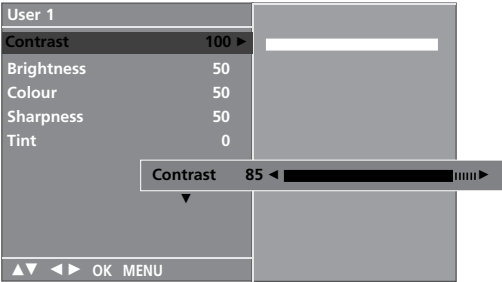 User 1
Contrast 100 ►
Brightness 50
Colour 50
Sharpness 50
Tint 0
Contrast 85 ◄ ►
▼
▲▼ ◄► OK MENU